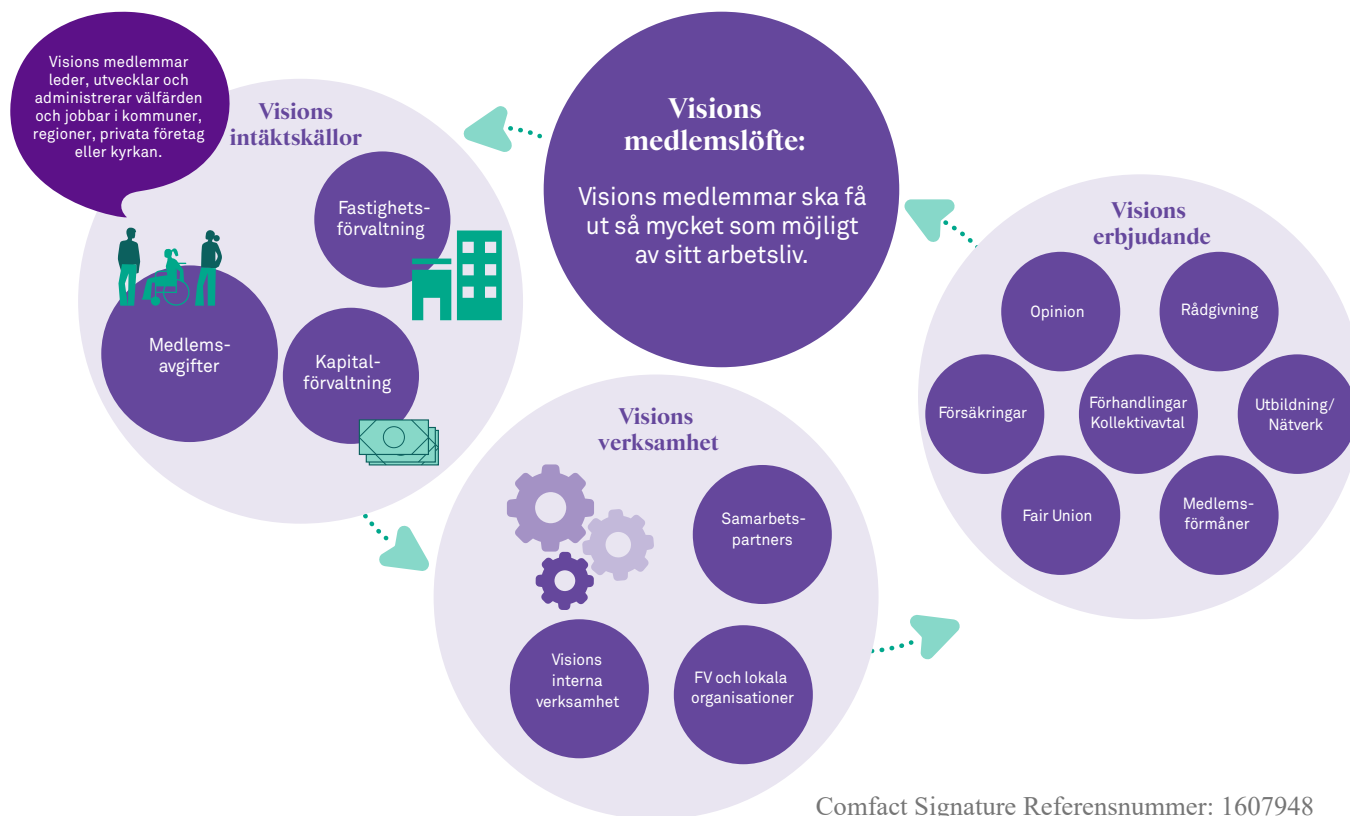 Visions medlemmar
leder, utvecklar och
administrerar välfärden
och jobbar i kommuner,
regioner, privata företag
eller kyrkan.
Visions
intäktskällor
Fastighets-
förvaltning
Medlems-
avgifter
Kapital-
förvaltning
Visions
medlemslöfte:
Visions medlemmar ska få
ut så mycket som möjligt
av sitt arbetsliv.
Visions
verksamhet
Samarbets-
partners
Visions
interna
verksamhet
FV och lokala
organisationer
Visions
erbjudande
Opinion
Rådgivning
Försäkringar
Förhandlingar
Kollektivavtal
Utbildning/
Nätverk
Fair Union
Medlems-
förmåner
Comfact Signature Referensnummer: 1607948